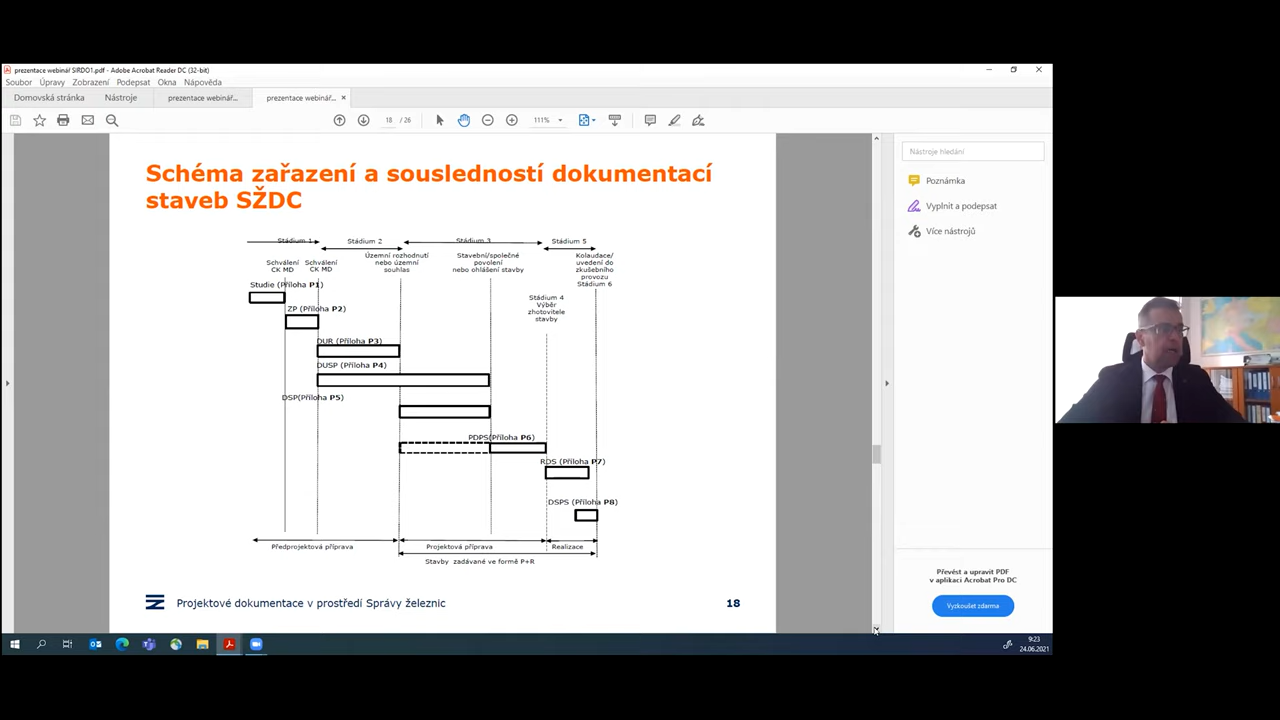 prezentace webinář SIRDO1.pdf - Adobe Acrobat Reader DC (32-bit)
Soubor Úpravy Zobrazení Podepsat Okna Nápověda
Domovská stránka Nástroje prezentace webinář... prezentace webinář... ×
18 / 26 111%
Nástroje hledání
Poznámka
Vyplnit a podepsat
Více nástrojů
Schéma zařazení a sousledností dokumentací
staveb SŽDC
Stádium 1 Stádium 2 Stádium 3 Stádium 5
Schválení
CK MD
Schválení
CK MD
Územní rozhodnutí
nebo územní
souhlas
Stavební/společné
povolení
nebo ohlášení stavby
Kolaudace/
uvedení do
zkušebního
provozu
Stádium 6
Stádium 4
Výběr
zhotovitele
stavby
Studie (Příloha P1)
ZP (Příloha P2)
DUR (Příloha P3)
DUSP (Příloha P4)
DSP(Příloha P5)
PDPS(Příloha P6)
RDS (Příloha P7)
DSPS (Příloha P8)
Předprojektová příprava Projektová příprava Realizace
Stavby zadávané ve formě P+R
Projektové dokumentace v prostředí Správy železnic 18
Převést a upravit PDF
v aplikaci Acrobat Pro DC
Vyzkoušet zdarma
9:23
24.06.2021